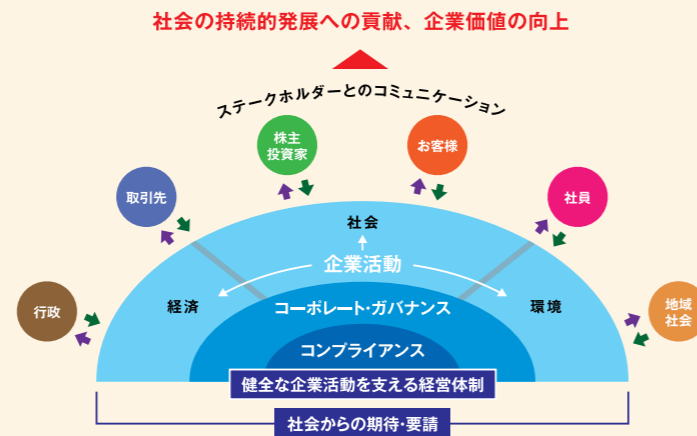 社会の持続的発展への貢献、企業価値の向上
ステークホルダーとのコミュニケーション
株主
投資家
お客様
取引先
社員
行政
地域
社会
社会
企業活動
経済
環境
コーポレート・ガバナンス
コンプライアンス
健全な企業活動を支える経営体制
社会からの期待・要請